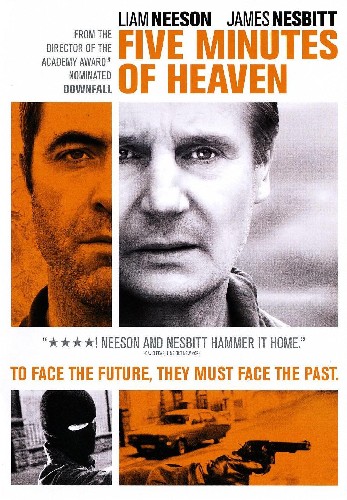 LIAM NEESON JAMES NESBITT
FROM THE
DIRECTOR OF THE
ACADEMY AWARD®
NOMINATED
DOWNFALL
FIVE MINUTES
OF HEAVEN
"★★★★! NEESON AND NESBITT HAMMER IT HOME."
TO FACE THE FUTURE, THEY MUST FACE THE PAST.